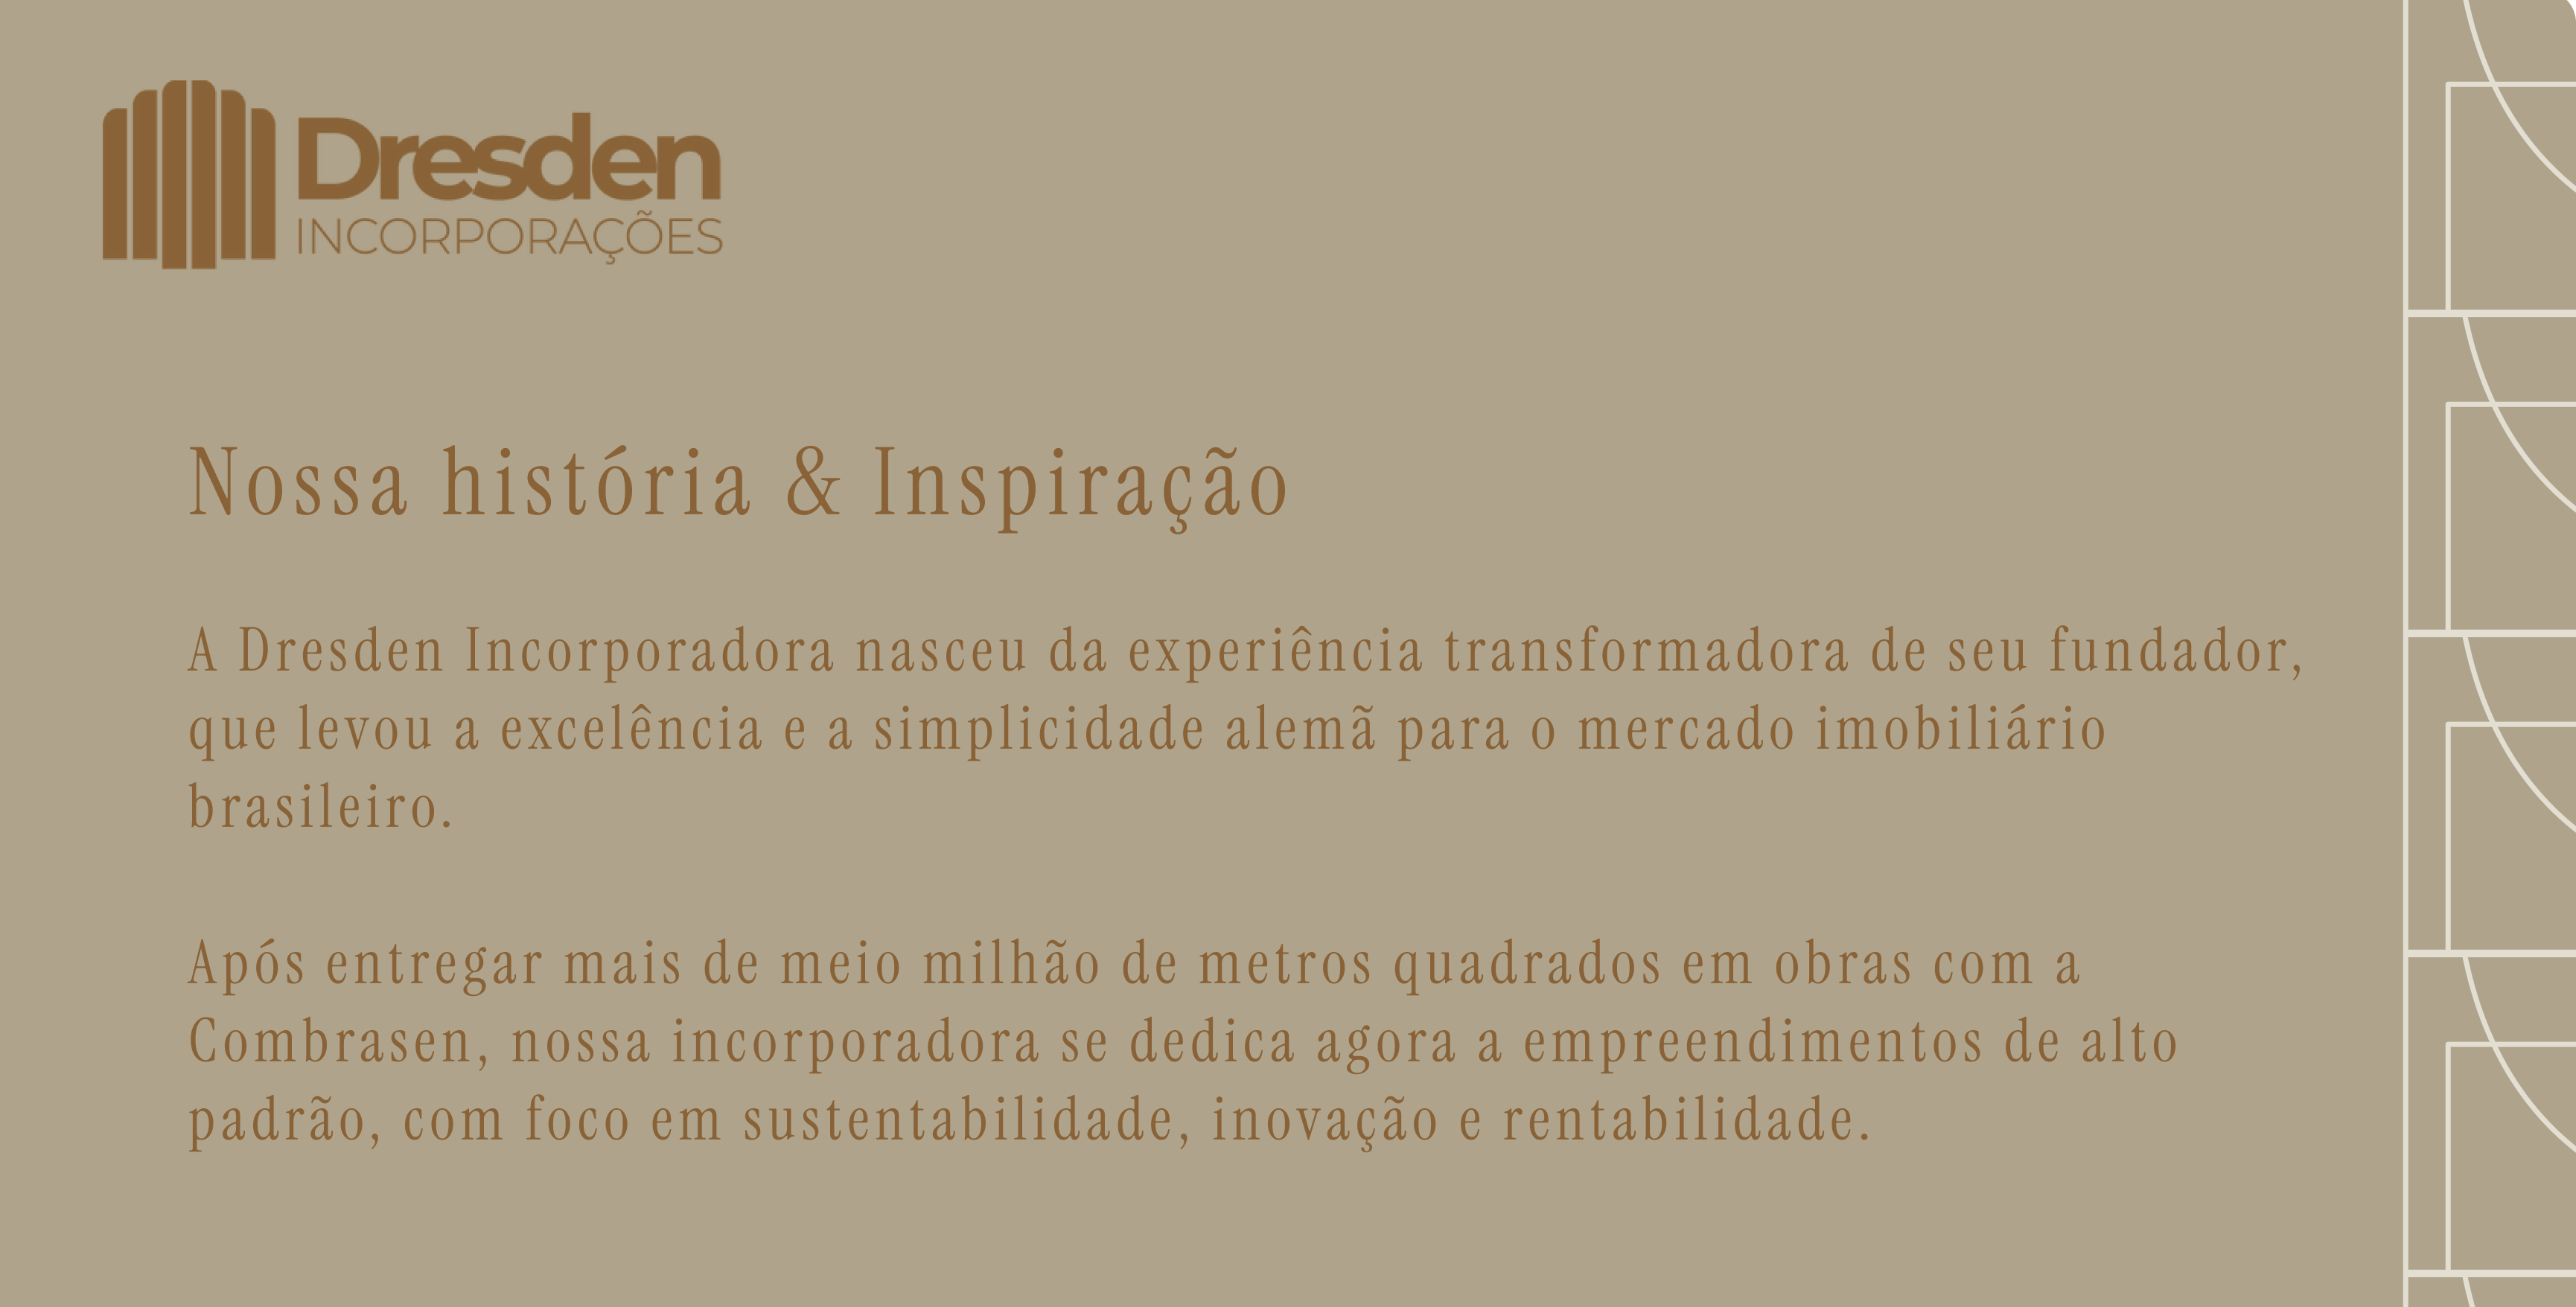 Dresden
INCORPORAÇÕES
Nossa história & Inspiração
A Dresden Incorporadora nasceu da experiência transformadora de seu fundador,
que levou a excelência e a simplicidade alemã para o mercado imobiliário
brasileiro.
Após entregar mais de meio milhão de metros quadrados em obras com a
Combrasen, nossa incorporadora se dedica agora a empreendimentos de alto
padrão, com foco em sustentabilidade, inovação e rentabilidade.